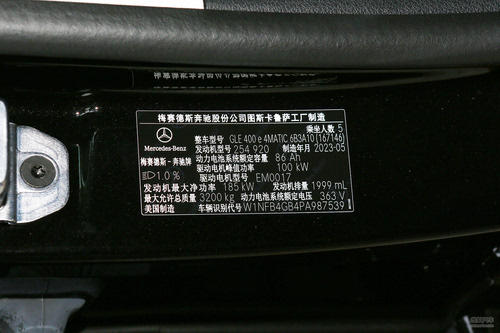 梅赛德斯奔驰股份公司图斯卡鲁萨工厂制造
乘坐人数 5
整车型号 GLE 400 e 4MATIC 6B3A10 (167146)
发动机型号 254 920 制造年月 2023-05
Mercedes-Benz
动力电池系统额定容量 86 Ah
梅赛德斯-奔驰牌 驱动电机峰值功率 100 kW
1.0 % 驱动电机型号 EM0017
发动机最大净功率 185 kW 发动机排量 1999 mL
最大允许总质量 3200 kg 动力电池系统额定电压 363 V
美国制造 车辆识别代号 W1NFB4GB4PA987539